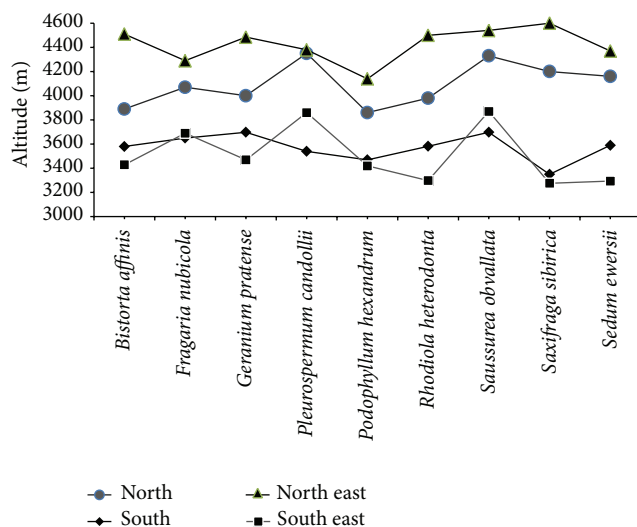 Altitude (m)
4600
4400
4200
4000
3800
3600
3400
3200
3000
Bistorta affinis
Fragaria nubicola
Geranium pratense
Pleurospermum candollii
Podophyllum hexandrum
Rhodiola heterodonta
Saussurea obvallata
Saxifraga sibirica
Sedum ewersii
North
North east
South
South east